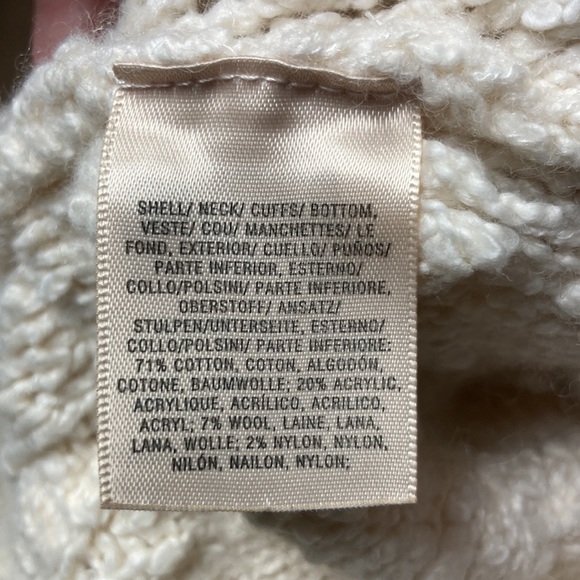 SHELL/ NECK/ CUFFS/ BOTTOM,
VESTE/ COU/ MANCHETTES/ LE
FOND, EXTERIOR/ CUELLO/ PUÑOS/
PARTE INFERIOR, ESTERNO/
COLLO/POLSINI/ PARTE INFERIORE,
OBERSTOFF/ ANSATZ/
STULPEN/UNTERSEITE, ESTERNO/
COLLO/POLSINI/ PARTE INFERIORE:
71% COTTON, COTON, ALGODÓN,
COTONE, BAUMWOLLE; 20% ACRYLIC,
ACRYLIQUE, ACRÍLICO, ACRILICO,
ACRYL; 7% WOOL, LAINE, LANA,
LANA, WOLLE; 2% NYLON, NYLON,
NILÓN, NAILON, NYLON;